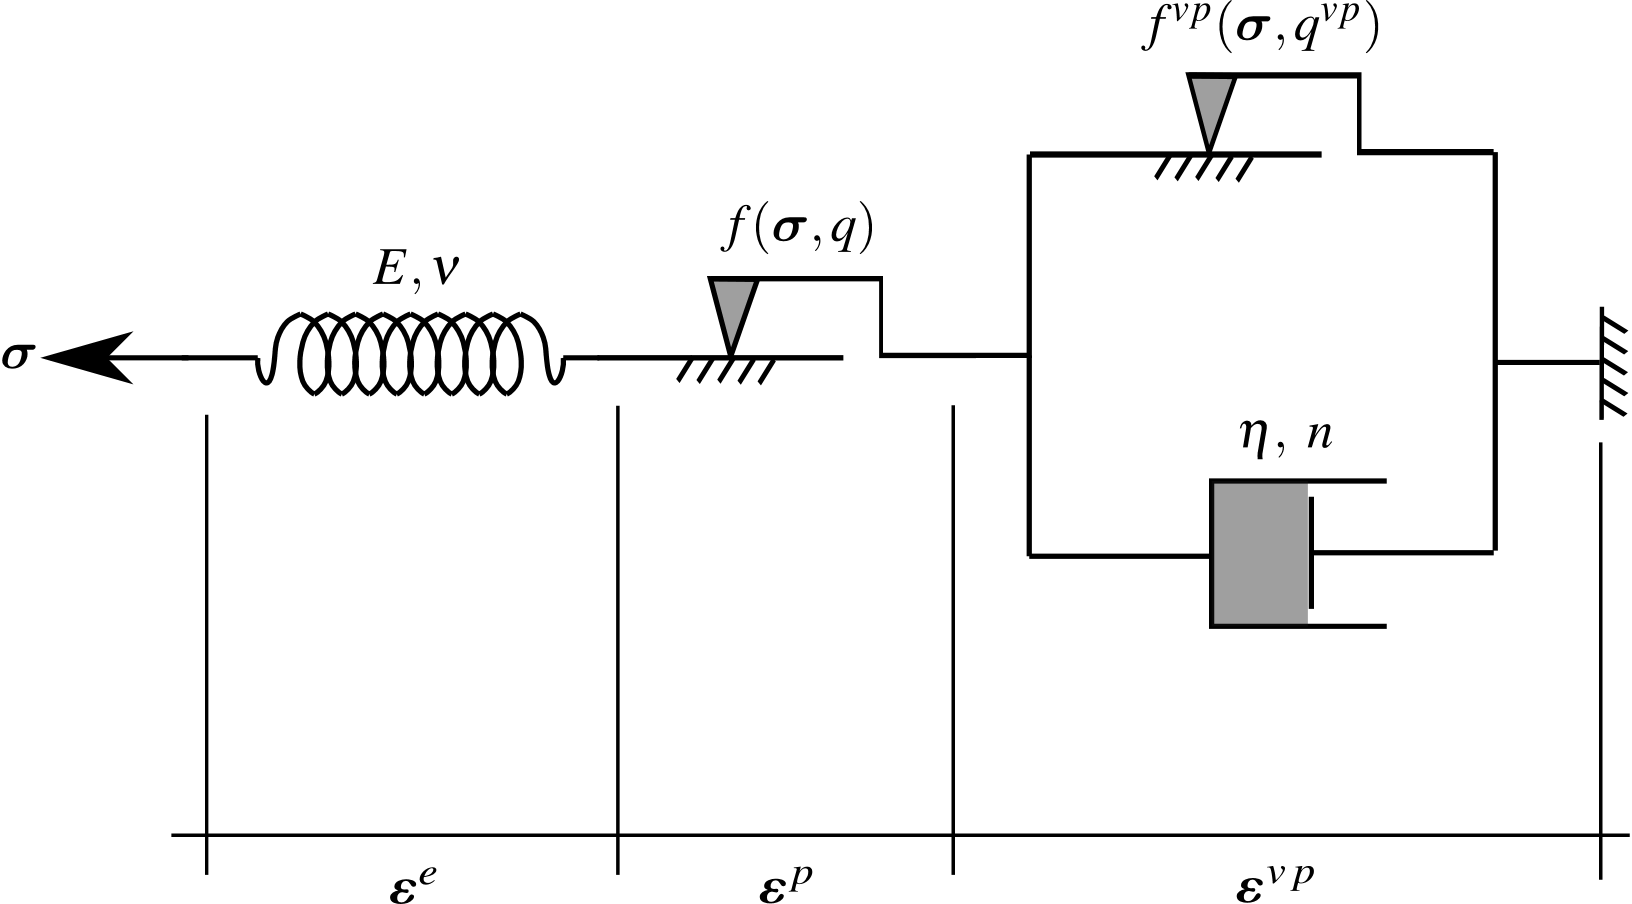 f^{vp}(σ, q^{vp})
f(σ, q)
E, ν
σ
η, n
ε^e
ε^p
ε^{vp}